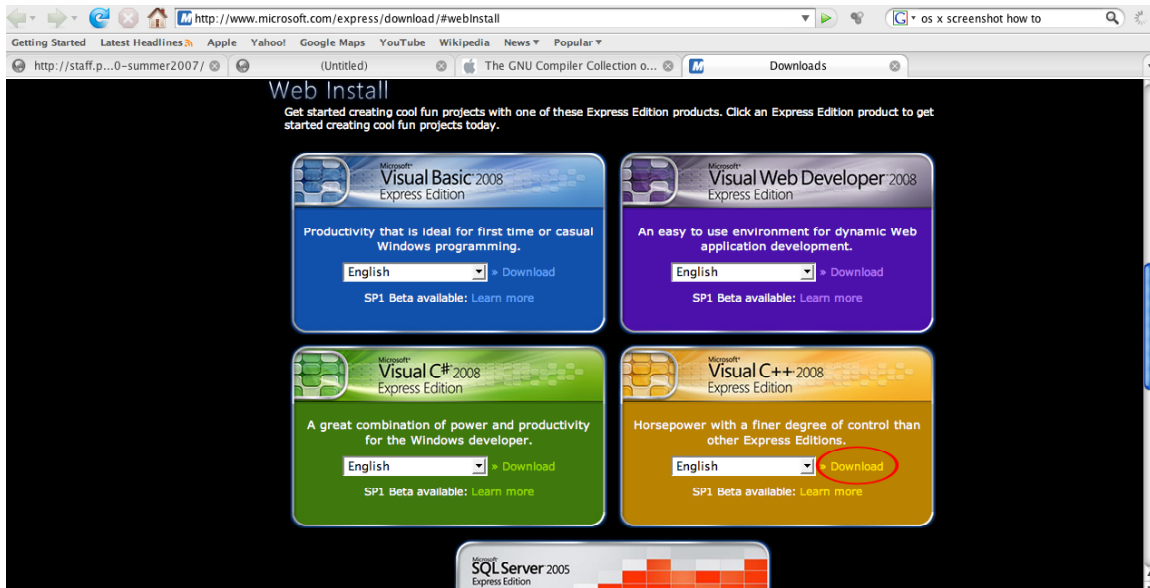 http://www.microsoft.com/express/download/#webInstall
os x screenshot how to
Getting Started Latest Headlines Apple Yahoo! Google Maps YouTube Wikipedia News Popular
http://staff.p...0-summer2007/ (Untitled) The GNU Compiler Collection o... Downloads
Web Install
Get started creating cool fun projects with one of these Express Edition products. Click an Express Edition product to get
started creating cool fun projects today.
Microsoft®
Visual Basic® 2008
Express Edition
Productivity that is ideal for first time or casual
Windows programming.
English » Download
SP1 Beta available: Learn more
Microsoft®
Visual Web Developer™ 2008
Express Edition
An easy to use environment for dynamic Web
application development.
English » Download
SP1 Beta available: Learn more
Microsoft®
Visual C#® 2008
Express Edition
A great combination of power and productivity
for the Windows developer.
English » Download
SP1 Beta available: Learn more
Microsoft®
Visual C++® 2008
Express Edition
Horsepower with a finer degree of control than
other Express Editions.
English » Download
SP1 Beta available: Learn more
Microsoft®
SQL Server™ 2005
Express Edition